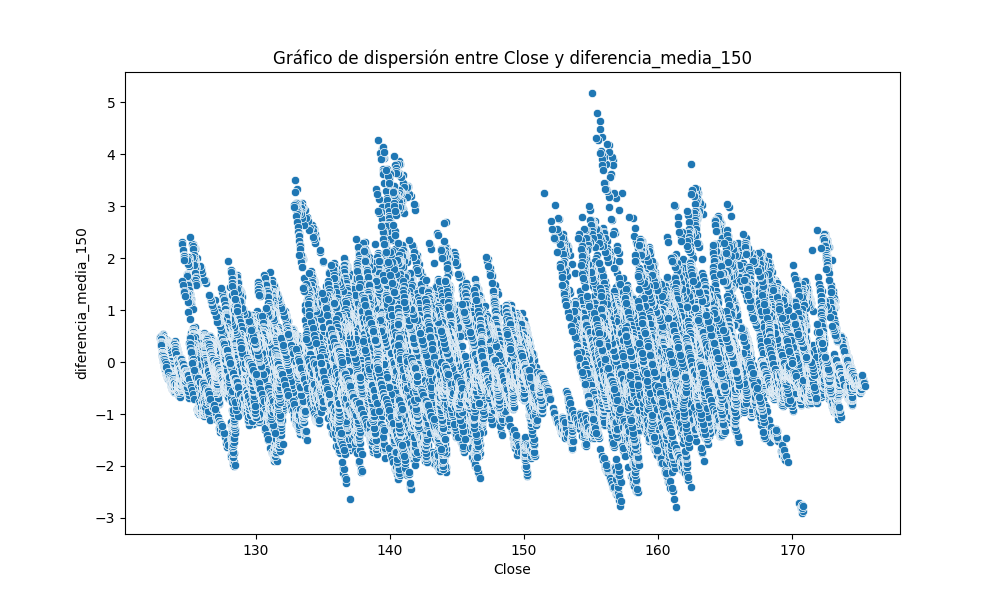 Gráfico de dispersión entre Close y diferencia_media_150
diferencia_media_150
5
4
3
2
1
0
−1
−2
−3
130 140 150 160 170
Close